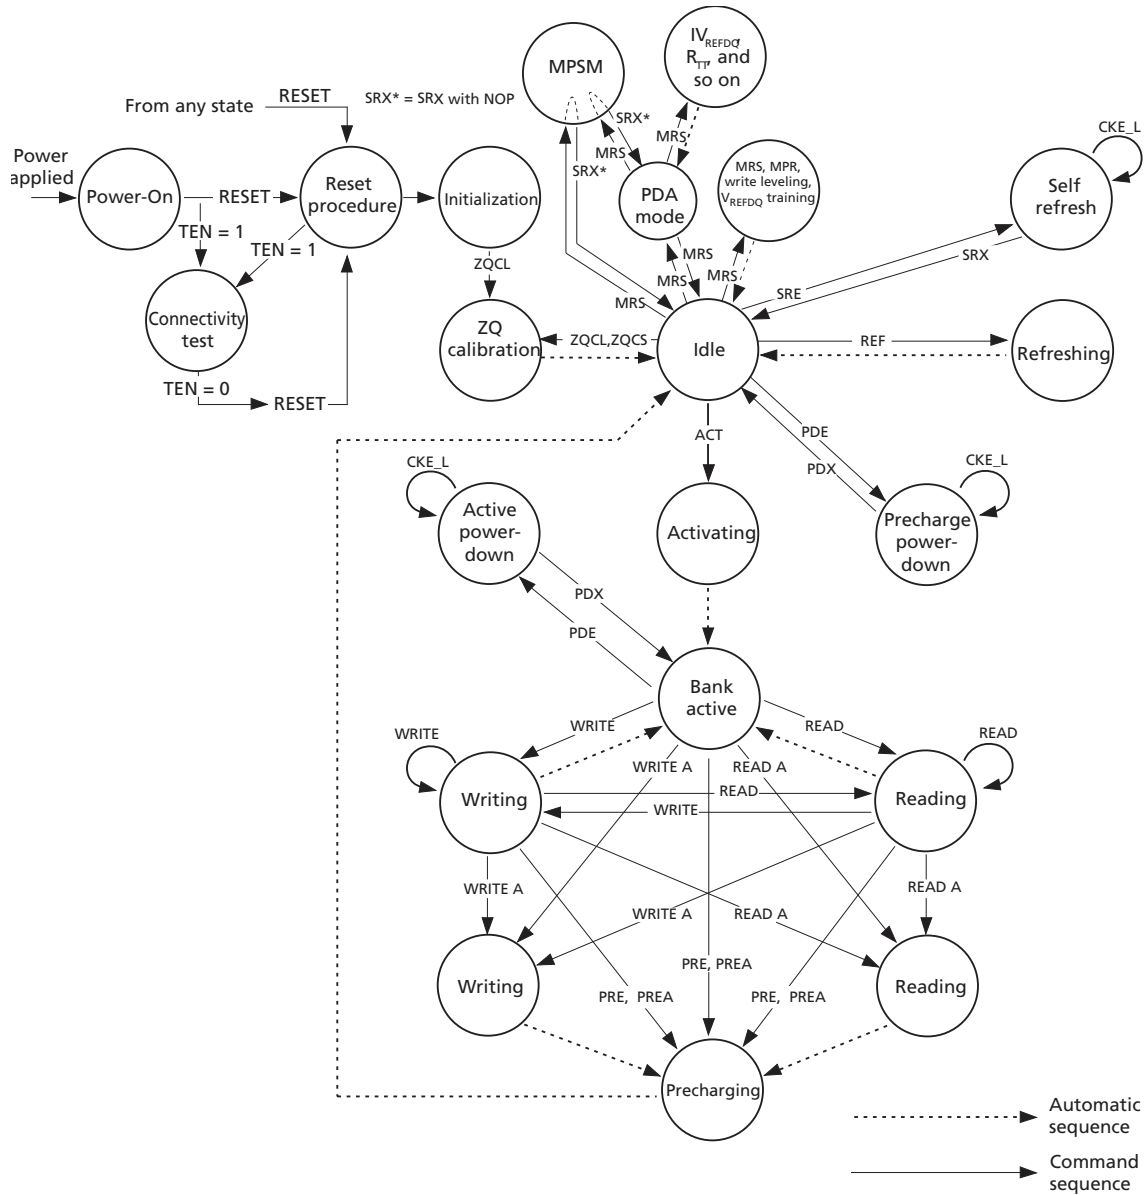 MPSM
IV_REFDQ,
R_TT, and
so on
SRX* = SRX with NOP
From any state
RESET
SRX*
MRS
MRS
SRX*
CKE_L
Power
applied
Power-On
RESET
Reset
procedure
Initialization
PDA
mode
MRS, MPR,
write leveling,
V_REFDQ training
Self
refresh
TEN = 1
TEN = 1
ZQCL
MRS
MRS
MRS
MRS
SRX
SRE
Connectivity
test
ZQ
calibration
ZQCL,ZQCS
Idle
REF
Refreshing
TEN = 0
RESET
ACT
PDE
PDX
CKE_L
CKE_L
Active
power-
down
Activating
Precharge
power-
down
PDX
PDE
Bank
active
WRITE
WRITE
READ
READ
WRITE A
READ A
Writing
READ
WRITE
Reading
WRITE A
READ A
WRITE A
READ A
PRE, PREA
Writing
PRE, PREA
PRE, PREA
Reading
Precharging
Automatic
sequence
Command
sequence